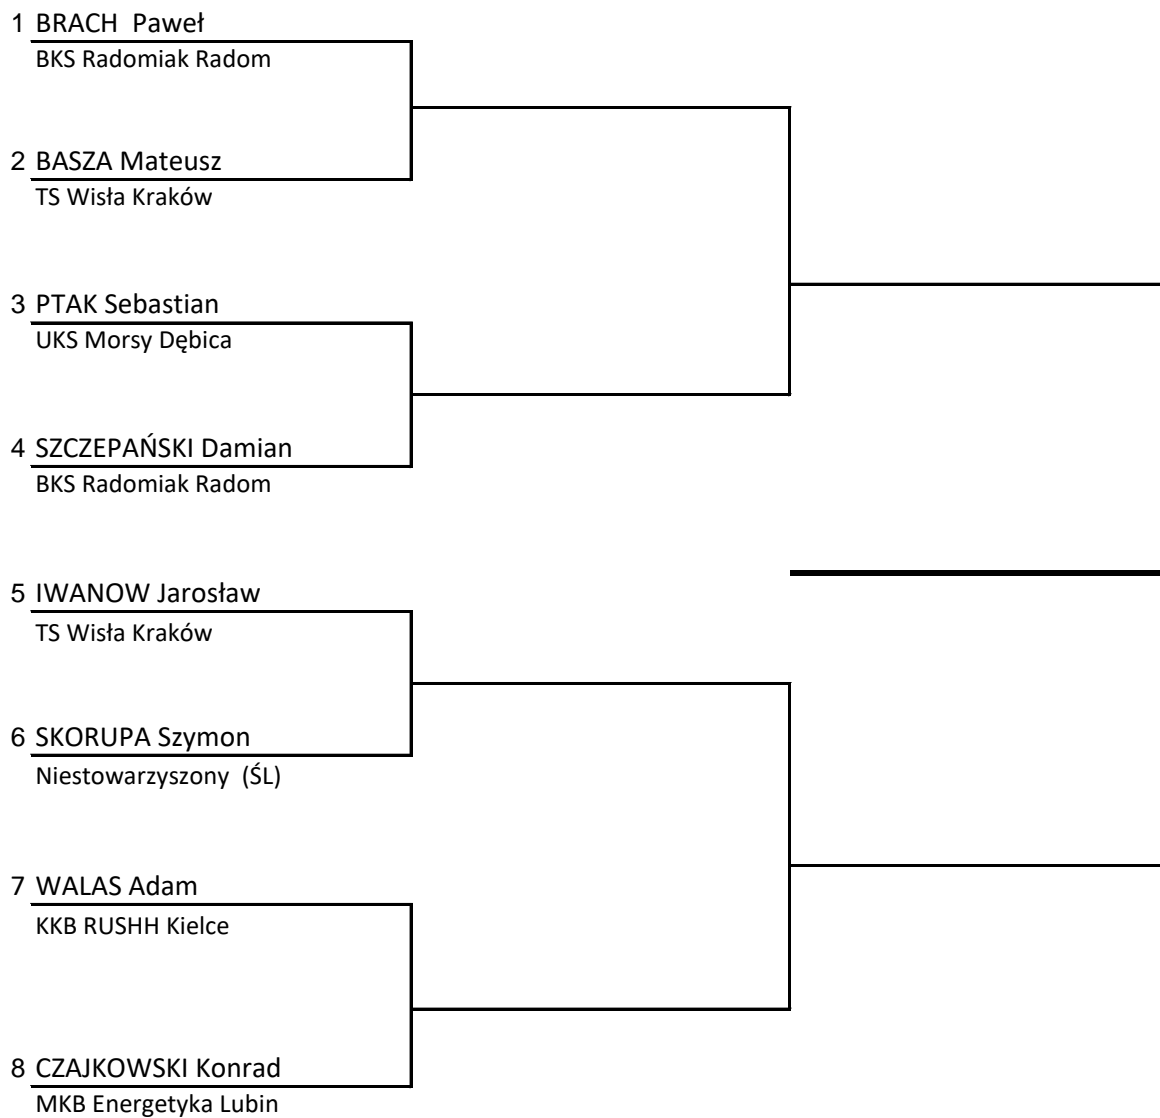 1 BRACH  Paweł
BKS Radomiak Radom
2 BASZA Mateusz
TS Wisła Kraków
3 PTAK Sebastian
UKS Morsy Dębica
4 SZCZEPAŃSKI Damian
BKS Radomiak Radom
5 IWANOW Jarosław
TS Wisła Kraków
6 SKORUPA Szymon
Niestowarzyszony  (ŚL)
7 WALAS Adam
KKB RUSHH Kielce
8 CZAJKOWSKI Konrad
MKB Energetyka Lubin